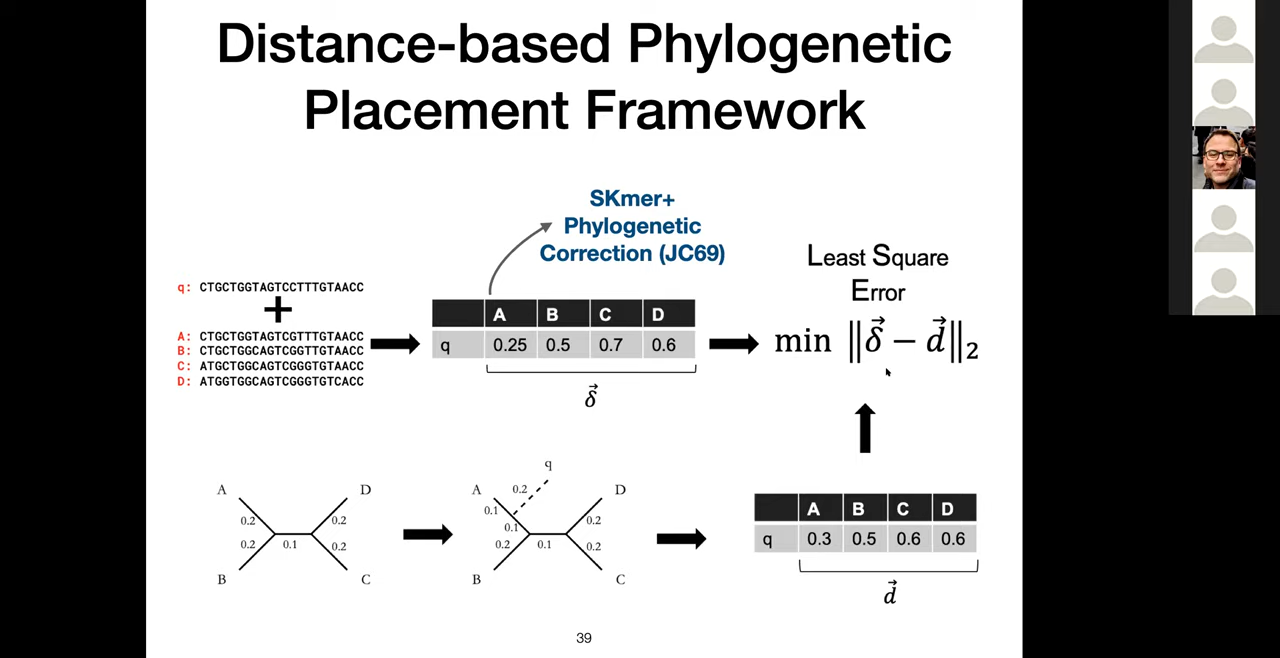 Distance-based Phylogenetic
Placement Framework
SKmer+
Phylogenetic
Correction (JC69)
Least Square
Error
q: CTGCTGGTAGTCCTTTGTAACC
+
A: CTGCTGGTAGTCGTTTGTAACC
B: CTGCTGGCAGTCGGTTGTAACC
C: ATGCTGGCAGTCGGGTGTAACC
D: ATGGTGGCAGTCGGGTGTCACC
A B C D
q 0.25 0.5 0.7 0.6
δ⃗
min ‖δ⃗ − d⃗‖₂
A D
0.2 0.2
0.2 0.1 0.2
B C
q
A 0.2 D
0.1
0.1 0.2
0.2 0.1 0.2
B C
A B C D
q 0.3 0.5 0.6 0.6
d⃗
39